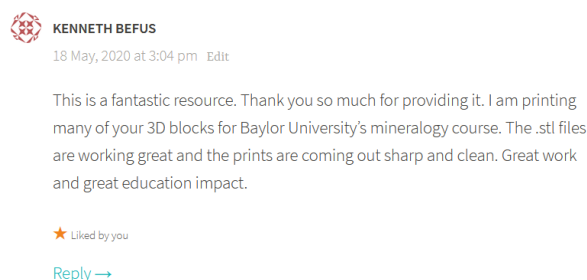 KENNETH BEFUS
18 May, 2020 at 3:04 pm Edit
This is a fantastic resource. Thank you so much for providing it. I am printing
many of your 3D blocks for Baylor University’s mineralogy course. The .stl files
are working great and the prints are coming out sharp and clean. Great work
and great education impact.
★ Liked by you
Reply →